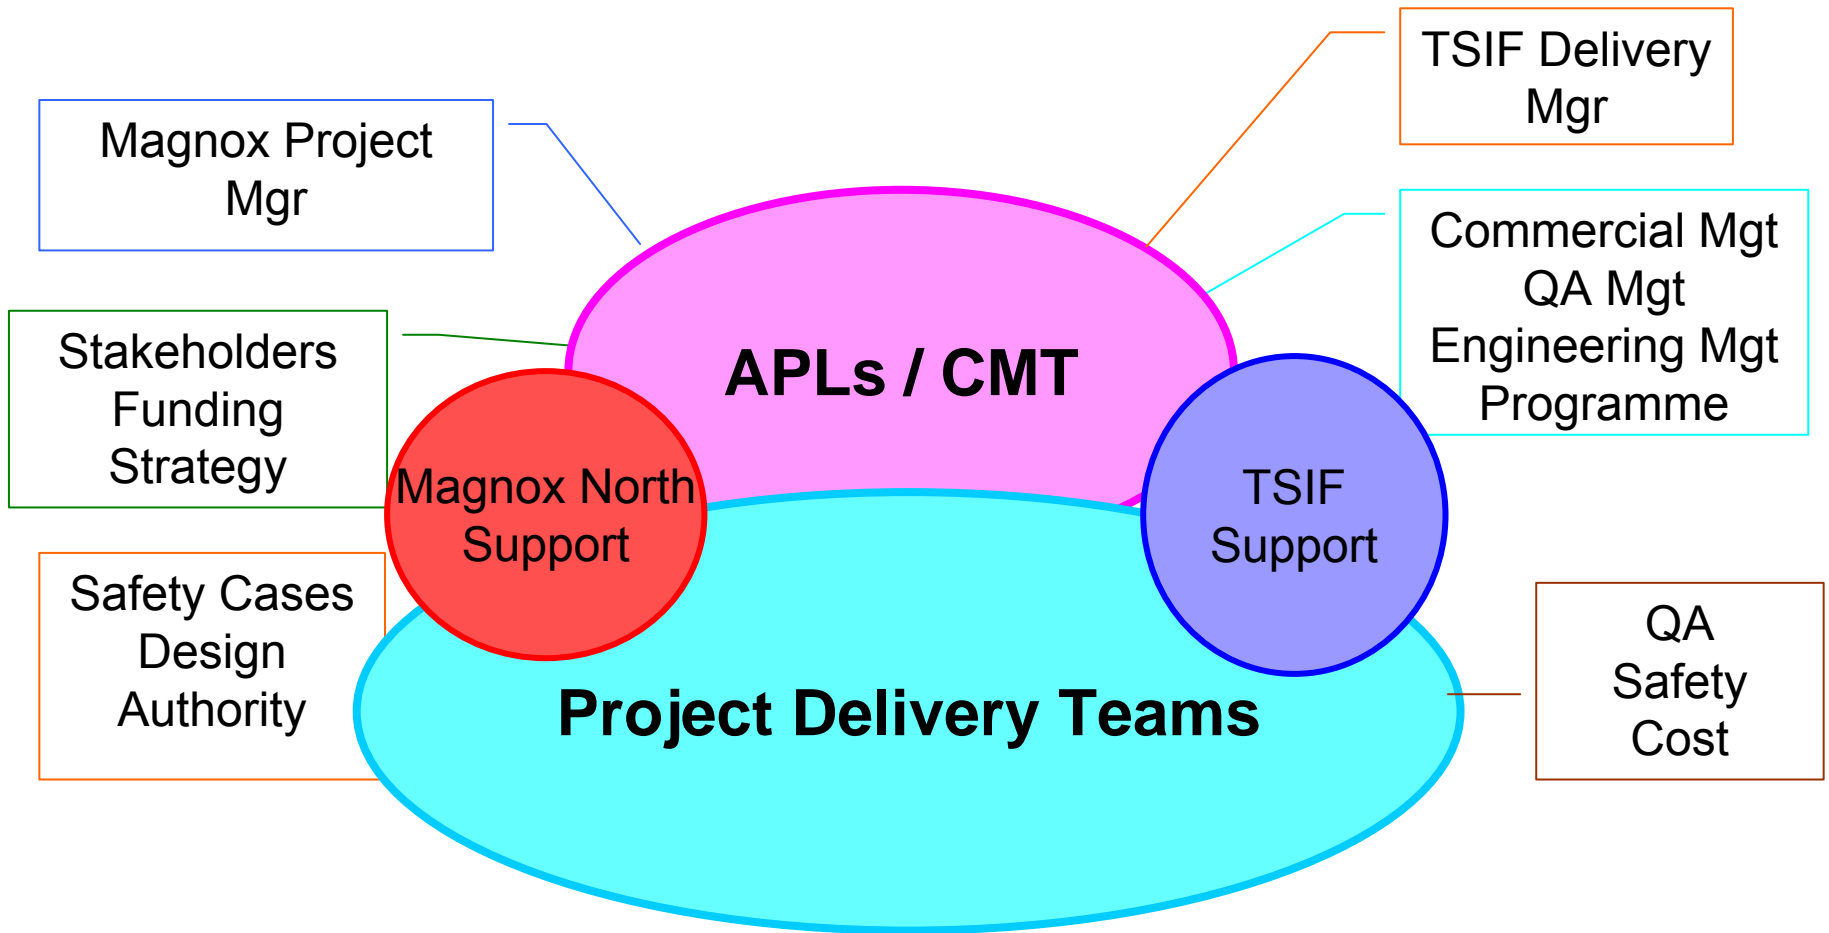 TSIF Delivery
Mgr
Magnox Project
Mgr
Commercial Mgt
QA Mgt
Engineering Mgt
Programme
Stakeholders
Funding
Strategy
APLs / CMT
Magnox North
Support
TSIF
Support
Safety Cases
Design
Authority
QA
Safety
Cost
Project Delivery Teams